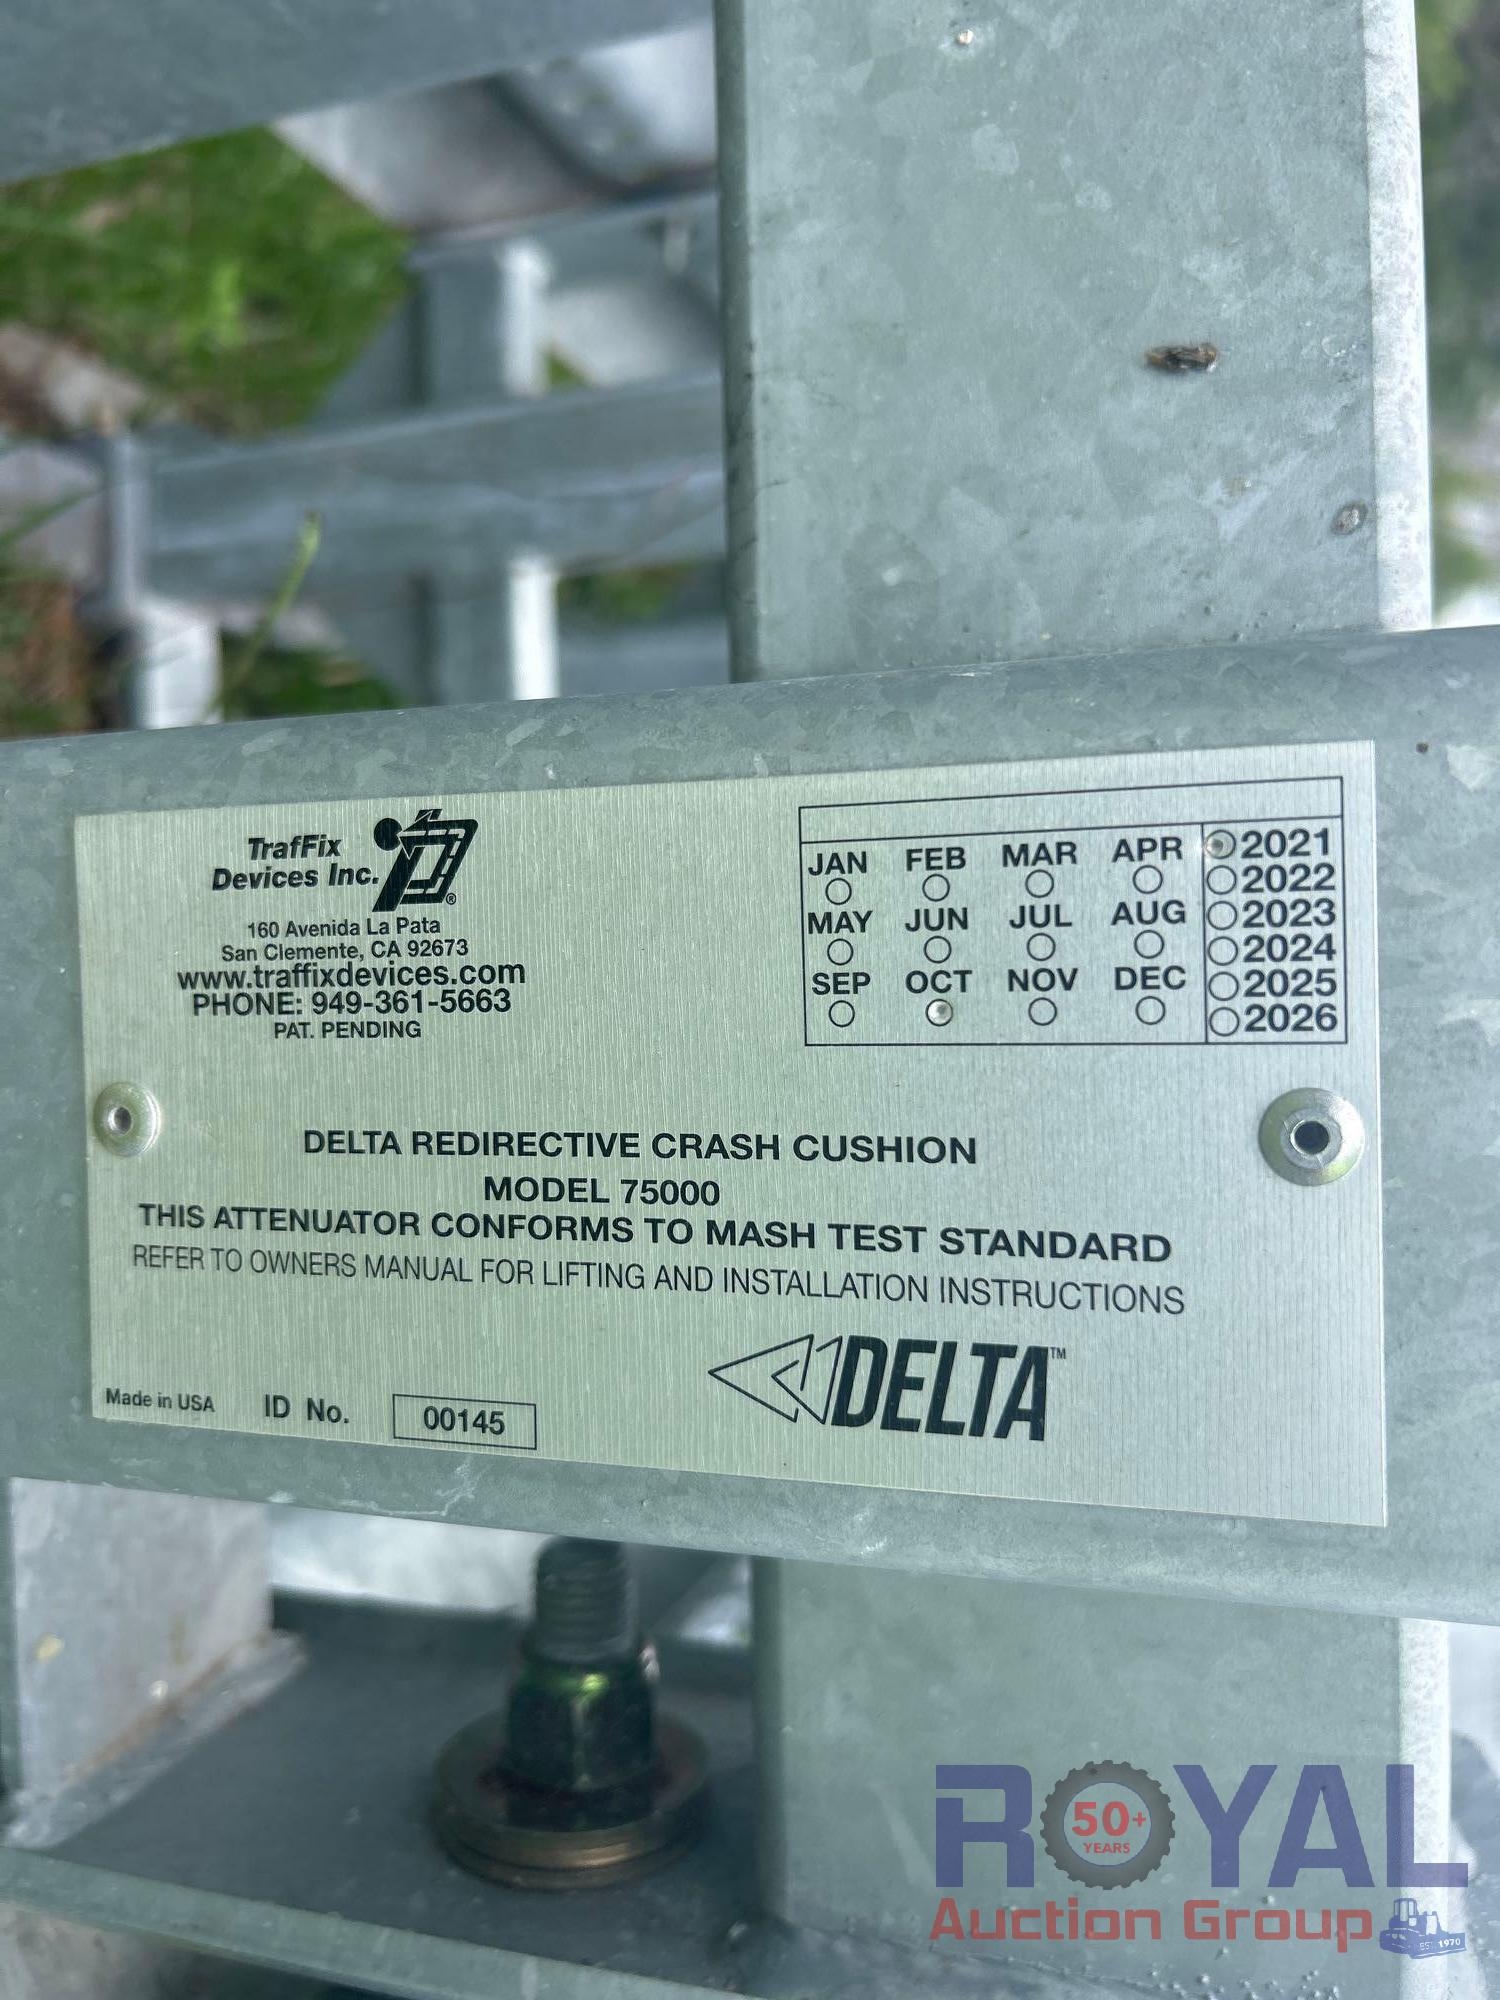 TrafFix
Devices Inc.
®
160 Avenida La Pata
San Clemente, CA 92673
www.traffixdevices.com
PHONE: 949-361-5663
PAT. PENDING
JAN FEB MAR APR
MAY JUN JUL AUG
SEP OCT NOV DEC
2021
2022
2023
2024
2025
2026
DELTA REDIRECTIVE CRASH CUSHION
MODEL 75000
THIS ATTENUATOR CONFORMS TO MASH TEST STANDARD
REFER TO OWNERS MANUAL FOR LIFTING AND INSTALLATION INSTRUCTIONS
Made in USA ID No. 00145
DELTA™
ROYAL
50+
YEARS
Auction Group
EST. 1970